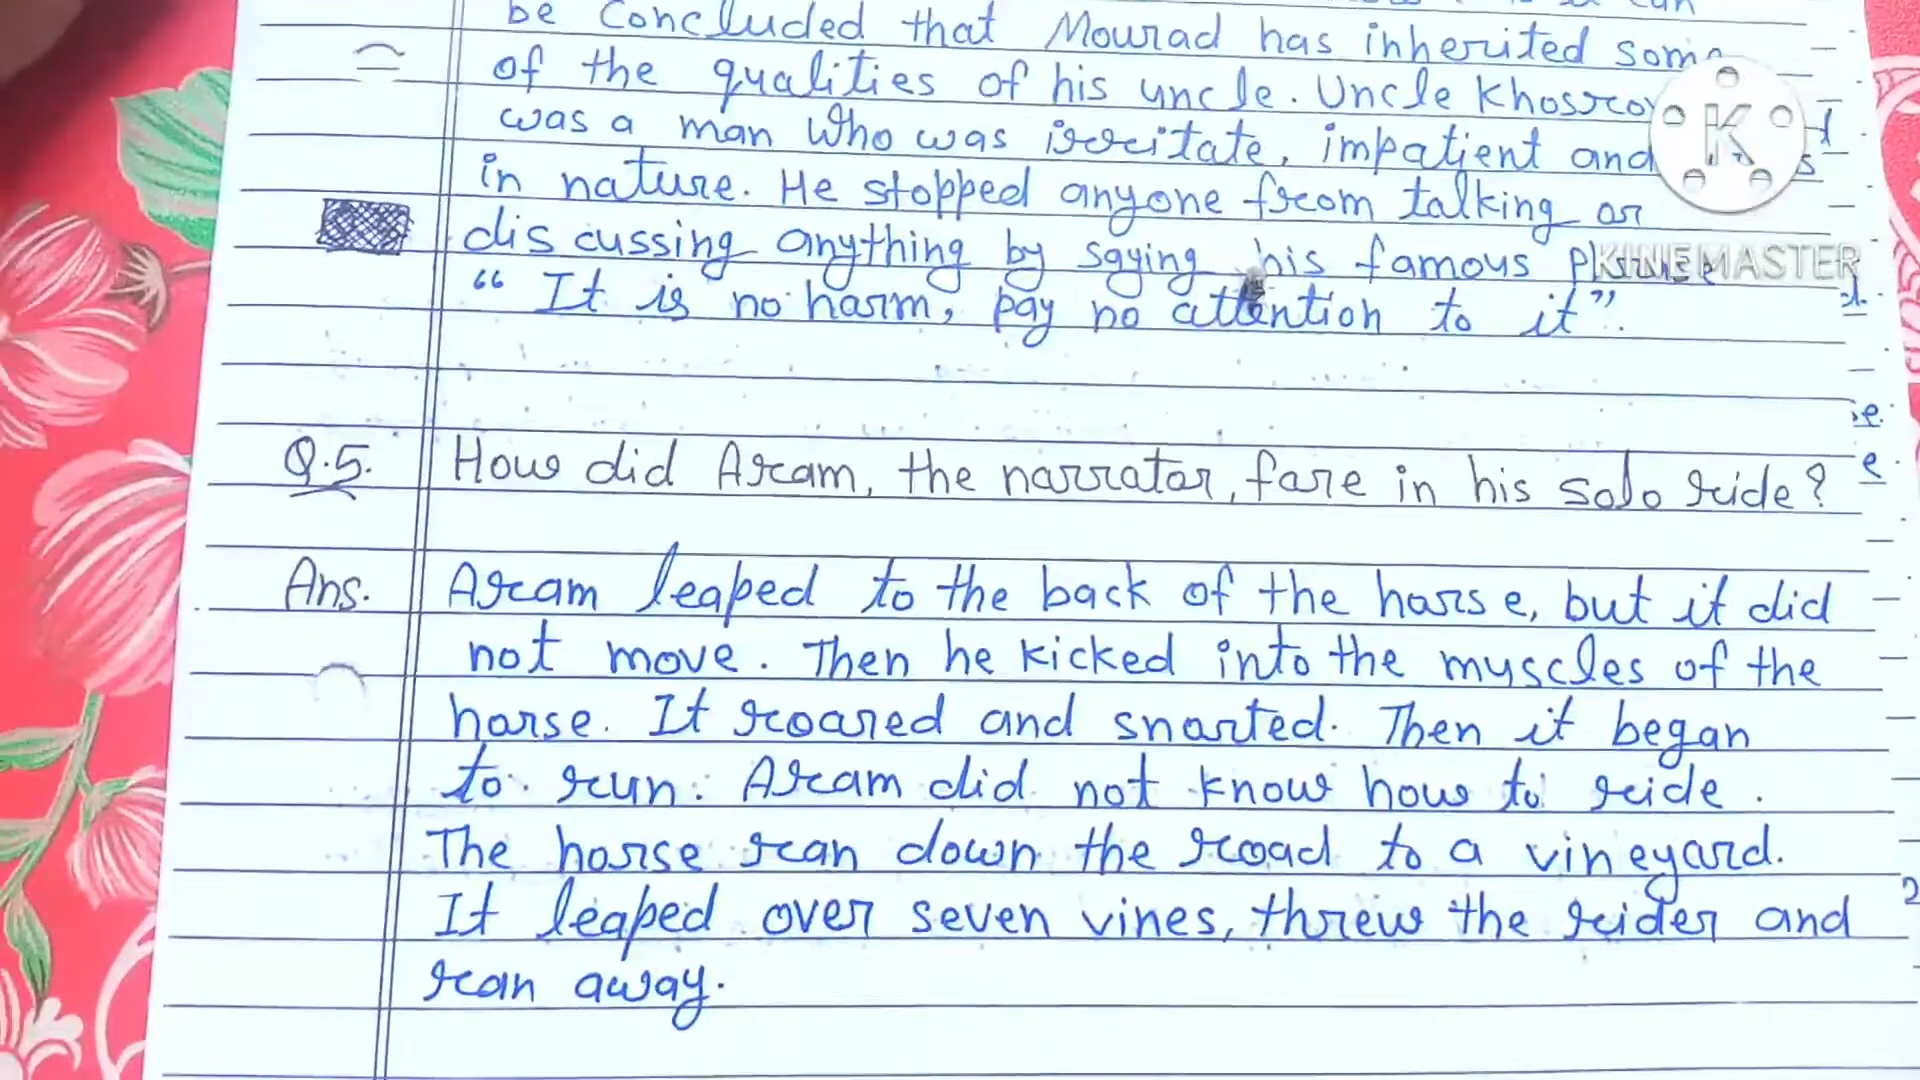 be concluded that Mourad has inherited some
of the qualities of his uncle. Uncle Khosrov
was a man who was irritate, impatient and
in nature. He stopped anyone from talking or
dis cussing anything by saying his famous
"It is no harm, pay no attention to it".
Q.5. How did Aram, the narrator, fare in his solo ride?
Ans. Aram leaped to the back of the horse, but it did
not move. Then he kicked into the muscles of the
horse. It roared and snorted. Then it began
to run. Aram did not know how to ride.
The horse ran down the road to a vineyard.
It leaped over seven vines, threw the rider and
ran away.
K
KINEMASTER